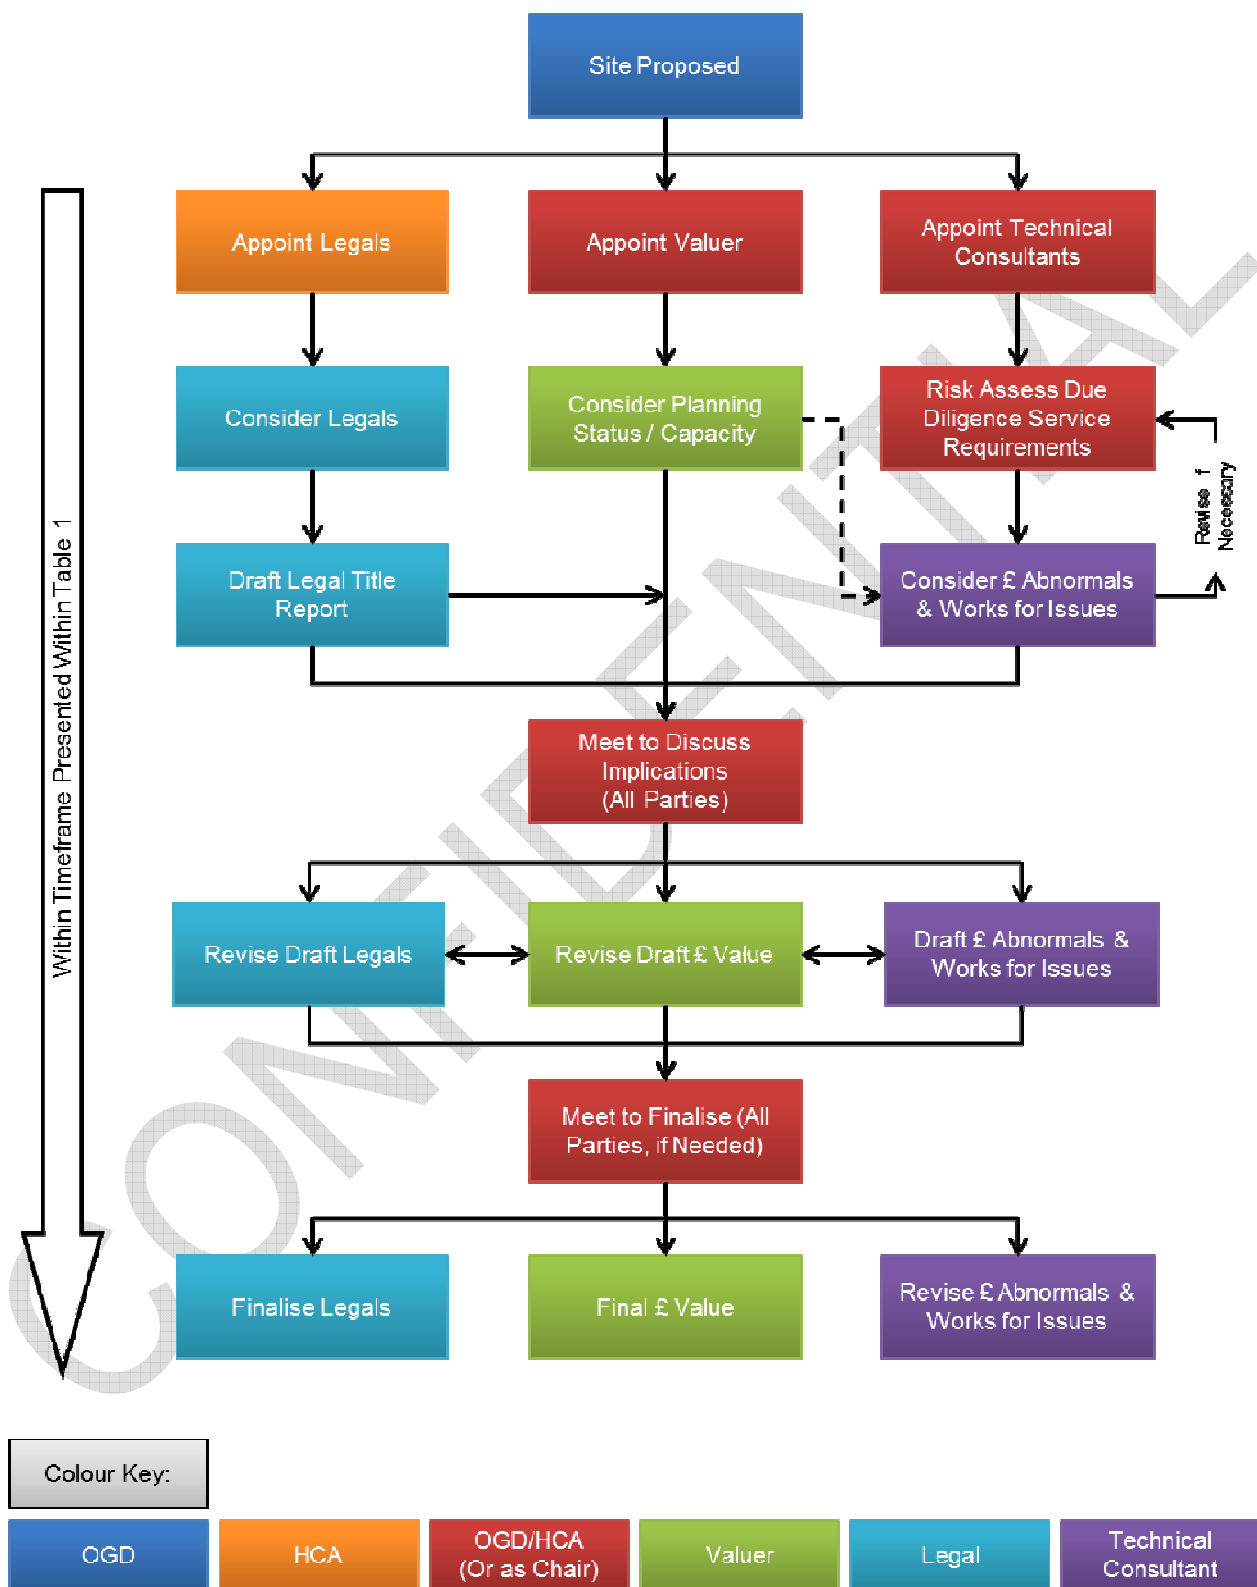 Site Proposed
Appoint Legals
Appoint Valuer
Appoint Technical
Consultants
Consider Legals
Consider Planning
Status / Capacity
Risk Assess Due
Diligence Service
Requirements
Revise f
Necessary
Draft Legal Title
Report
Consider £ Abnormals
& Works for Issues
Within Timeframe Presented Within Table 1
Meet to Discuss
Implications
(All Parties)
Revise Draft Legals
Revise Draft £ Value
Draft £ Abnormals &
Works for Issues
Meet to Finalise (All
Parties, if Needed)
Finalise Legals
Final £ Value
Revise £ Abnormals &
Works for Issues
CONFIDENTIAL
Colour Key:
OGD
HCA
OGD/HCA
(Or as Chair)
Valuer
Legal
Technical
Consultant